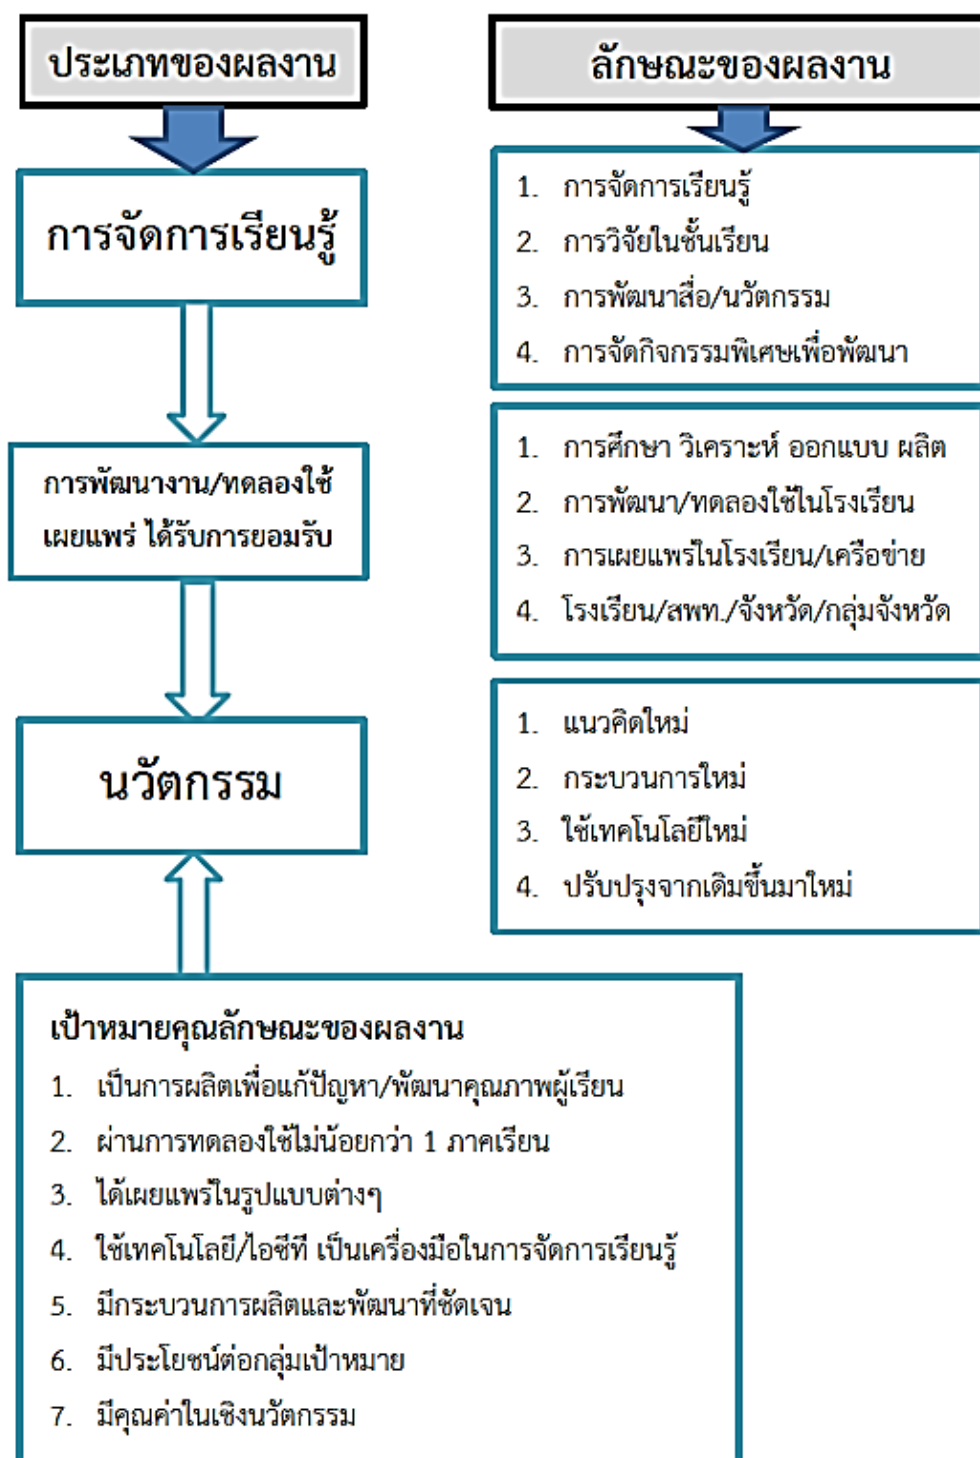 ประเภทของผลงาน
ลักษณะของผลงาน
การจัดการเรียนรู้
1. การจัดการเรียนรู้
2. การวิจัยในชั้นเรียน
3. การพัฒนาสื่อ/นวัตกรรม
4. การจัดกิจกรรมพิเศษเพื่อพัฒนา
การพัฒนางาน/ทดลองใช้
เผยแพร่ ได้รับการยอมรับ
1. การศึกษา วิเคราะห์ ออกแบบ ผลิต
2. การพัฒนา/ทดลองใช้ในโรงเรียน
3. การเผยแพร่ในโรงเรียน/เครือข่าย
4. โรงเรียน/สพท./จังหวัด/กลุ่มจังหวัด
นวัตกรรม
1. แนวคิดใหม่
2. กระบวนการใหม่
3. ใช้เทคโนโลยีใหม่
4. ปรับปรุงจากเดิมขึ้นมาใหม่
เป้าหมายคุณลักษณะของผลงาน
1. เป็นการผลิตเพื่อแก้ปัญหา/พัฒนาคุณภาพผู้เรียน
2. ผ่านการทดลองใช้ไม่น้อยกว่า 1 ภาคเรียน
3. ได้เผยแพร่ในรูปแบบต่างๆ
4. ใช้เทคโนโลยี/ไอซีที เป็นเครื่องมือในการจัดการเรียนรู้
5. มีกระบวนการผลิตและพัฒนาที่ชัดเจน
6. มีประโยชน์ต่อกลุ่มเป้าหมาย
7. มีคุณค่าในเชิงนวัตกรรม